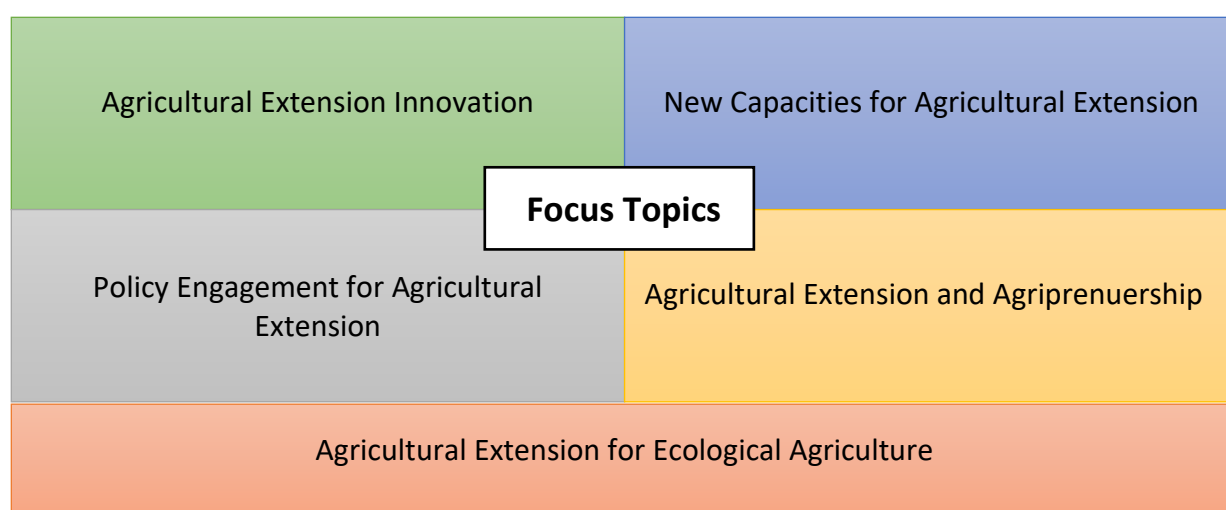 Agricultural Extension Innovation
New Capacities for Agricultural Extension
Focus Topics
Policy Engagement for Agricultural
Extension
Agricultural Extension and Agriprenuership
Agricultural Extension for Ecological Agriculture